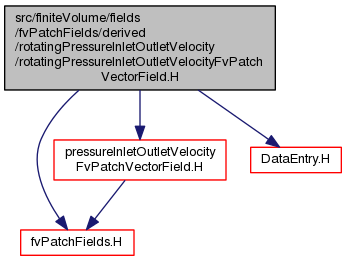 src/finiteVolume/fields
/fvPatchFields/derived
/rotatingPressureInletOutletVelocity
/rotatingPressureInletOutletVelocityFvPatch
VectorField.H
pressureInletOutletVelocity
FvPatchVectorField.H
DataEntry.H
fvPatchFields.H